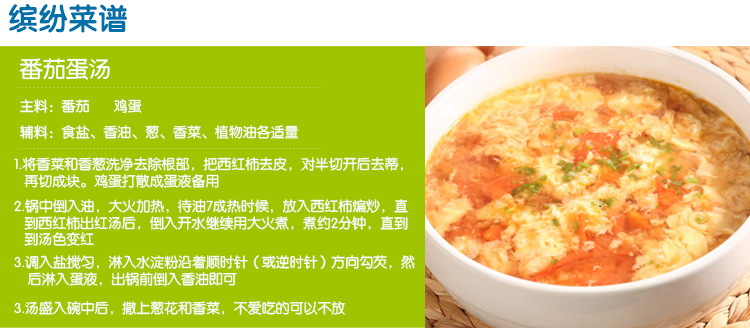 缤纷菜谱
番茄蛋汤
主料：番茄 鸡蛋
辅料：食盐、香油、葱、香菜、植物油各适量
1.将香菜和香葱洗净去除根部，把西红柿去皮，对半切开后去蒂，
再切成块。鸡蛋打散成蛋液备用
2.锅中倒入油，大火加热，待油7成热时候，放入西红柿煸炒，直
到西红柿出红汤后，倒入开水继续用大火煮，煮约2分钟，直到
到汤色变红
3.调入盐搅匀，淋入水淀粉沿着顺时针（或逆时针）方向勾芡，然
后淋入蛋液，出锅前倒入香油即可
3.汤盛入碗中后，撒上葱花和香菜，不爱吃的可以不放